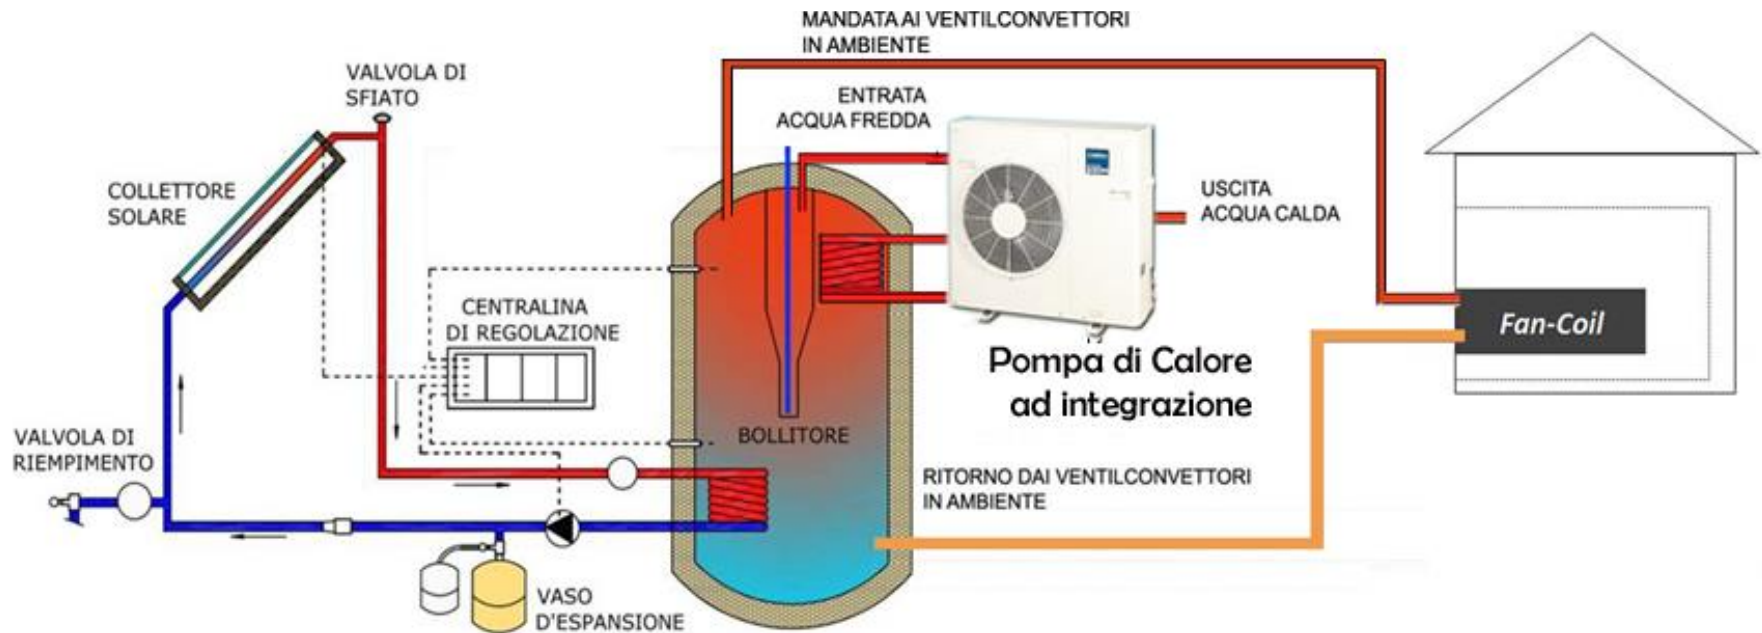 MANDATA AI VENTILCONVETTORI
IN AMBIENTE
VALVOLA DI
SFIATO
ENTRATA
ACQUA FREDDA
COLLETTORE
SOLARE
USCITA
ACQUA CALDA
CENTRALINA
DI REGOLAZIONE
Fan-Coil
Pompa di Calore
ad integrazione
VALVOLA DI
RIEMPIMENTO
BOLLITORE
RITORNO DAI VENTILCONVETTORI
IN AMBIENTE
VASO
D'ESPANSIONE